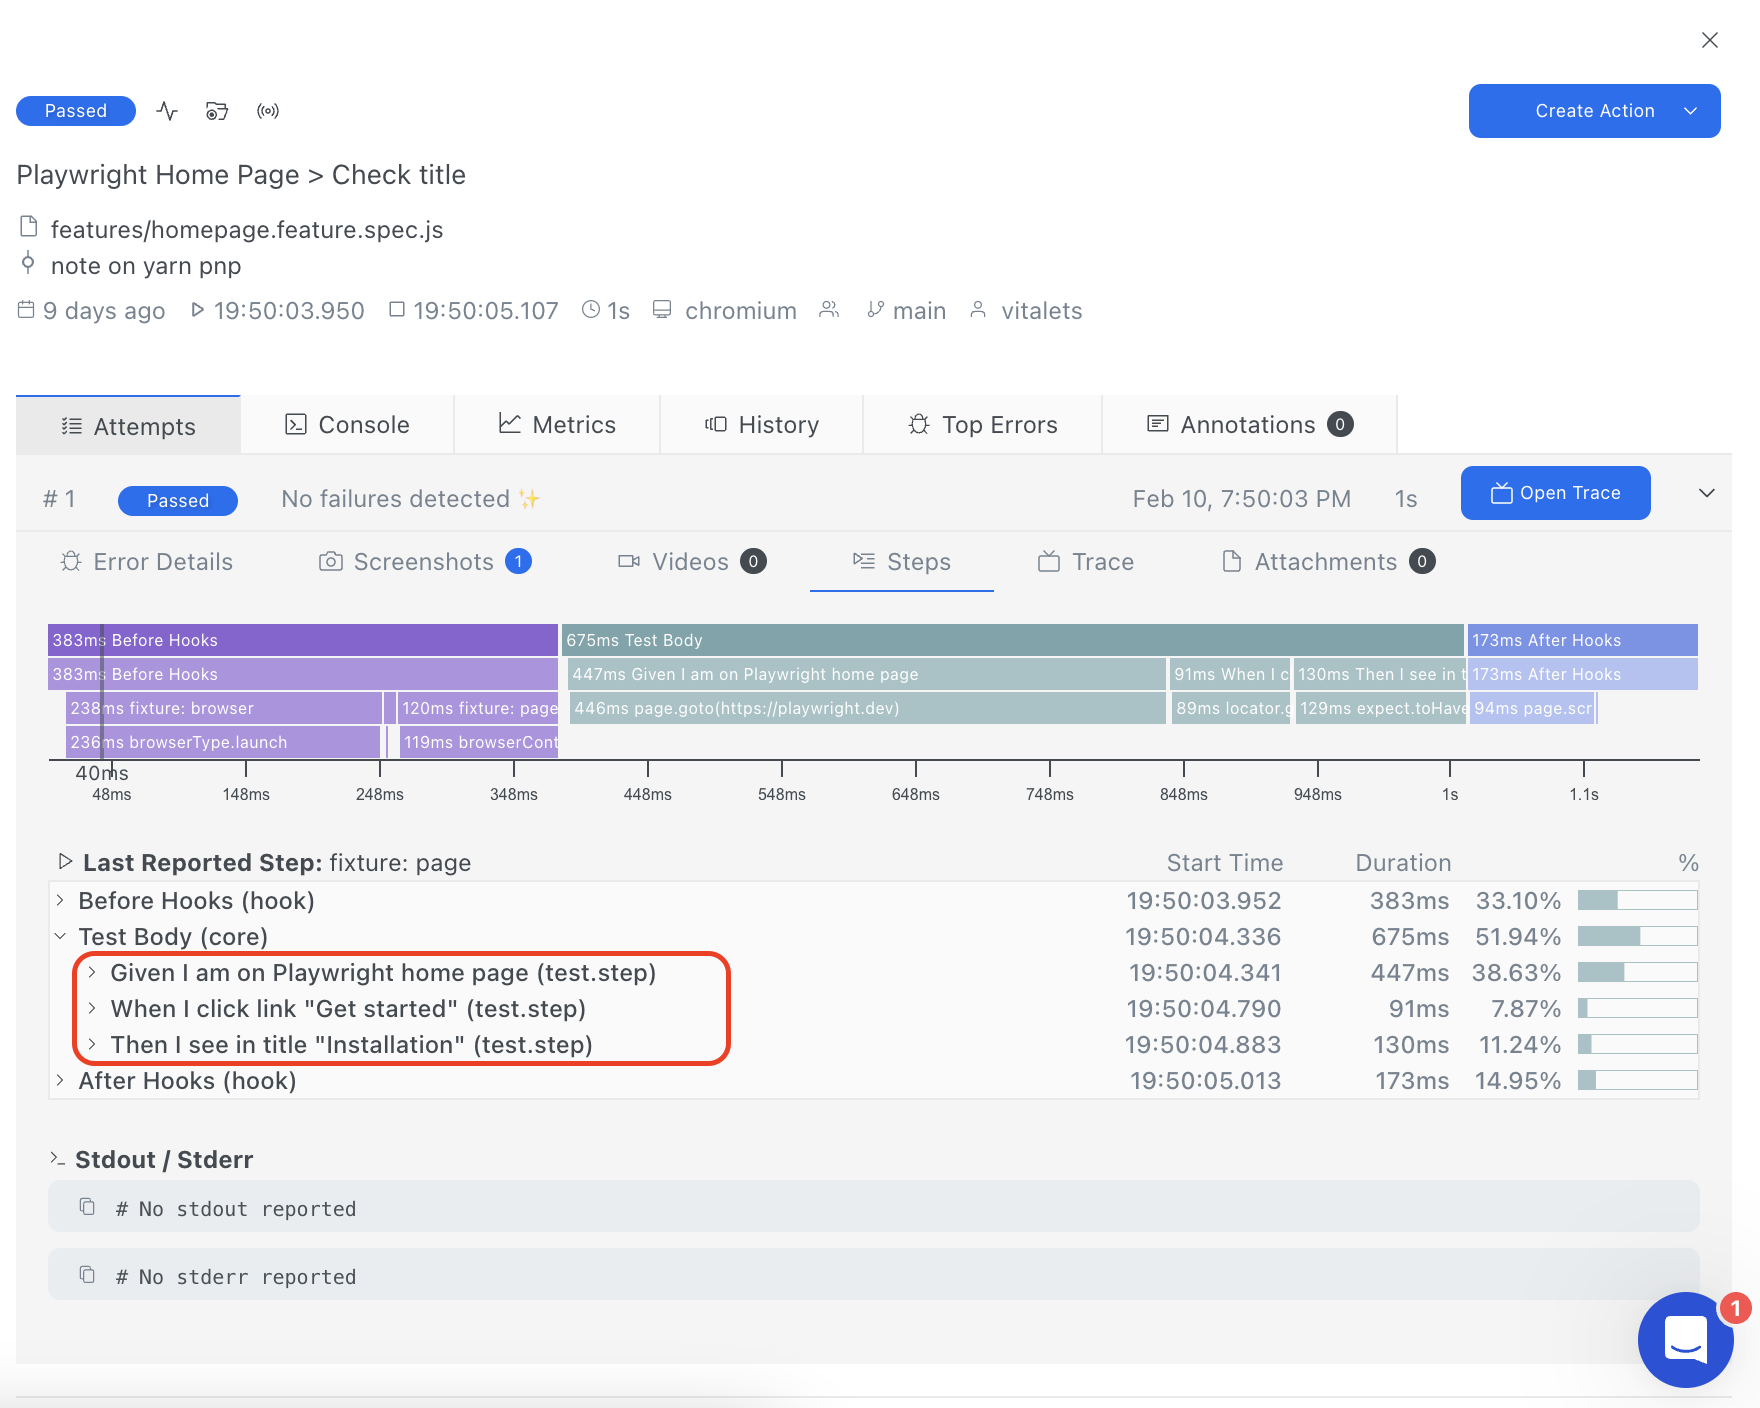 Passed
Create Action
Playwright Home Page > Check title
features/homepage.feature.spec.js
note on yarn pnp
9 days ago 19:50:03.950 19:50:05.107 1s chromium main vitalets
Attempts Console Metrics History Top Errors Annotations 0
# 1 Passed No failures detected ✨ Feb 10, 7:50:03 PM 1s Open Trace
Error Details Screenshots 1 Videos 0 Steps Trace Attachments 0
383ms Before Hooks 675ms Test Body 173ms After Hooks
383ms Before Hooks 447ms Given I am on Playwright home page 91ms When I c 130ms Then I see in t 173ms After Hooks
238ms fixture: browser 120ms fixture: page 446ms page.goto(https://playwright.dev) 89ms locator.g 129ms expect.toHave 94ms page.scr
236ms browserType.launch 119ms browserCont
40ms
48ms 148ms 248ms 348ms 448ms 548ms 648ms 748ms 848ms 948ms 1s 1.1s
Last Reported Step: fixture: page Start Time Duration %
Before Hooks (hook) 19:50:03.952 383ms 33.10%
Test Body (core) 19:50:04.336 675ms 51.94%
Given I am on Playwright home page (test.step) 19:50:04.341 447ms 38.63%
When I click link "Get started" (test.step) 19:50:04.790 91ms 7.87%
Then I see in title "Installation" (test.step) 19:50:04.883 130ms 11.24%
After Hooks (hook) 19:50:05.013 173ms 14.95%
Stdout / Stderr
# No stdout reported
# No stderr reported
1